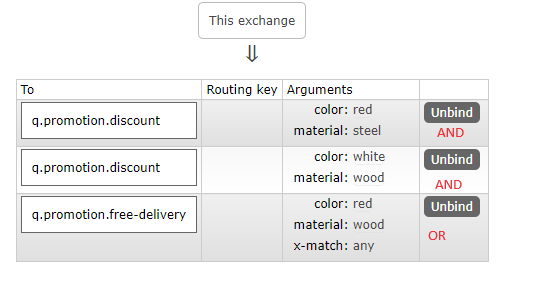 This exchange
⇓
To Routing key Arguments
q.promotion.discount color: red Unbind
material: steel AND
q.promotion.discount color: white Unbind
material: wood AND
q.promotion.free-delivery color: red Unbind
material: wood
x-match: any OR